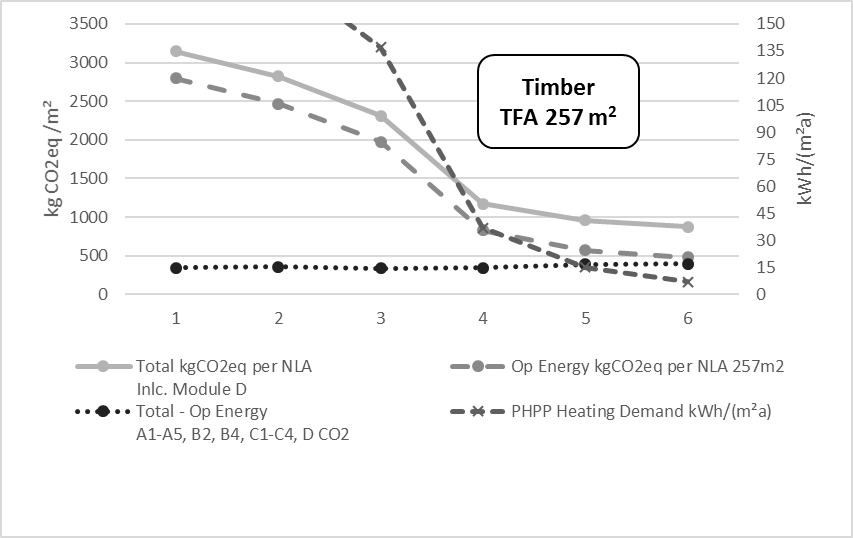 3500
3000
2500
2000
1500
1000
500
0
kg CO2eq /m²
150
135
120
105
90
75
60
45
30
15
0
kWh/(m²a)
Timber
TFA 257 m²
1 2 3 4 5 6
Total kgCO2eq per NLA
Inlc. Module D
Op Energy kgCO2eq per NLA 257m2
Total - Op Energy
A1-A5, B2, B4, C1-C4, D CO2
PHPP Heating Demand kWh/(m²a)